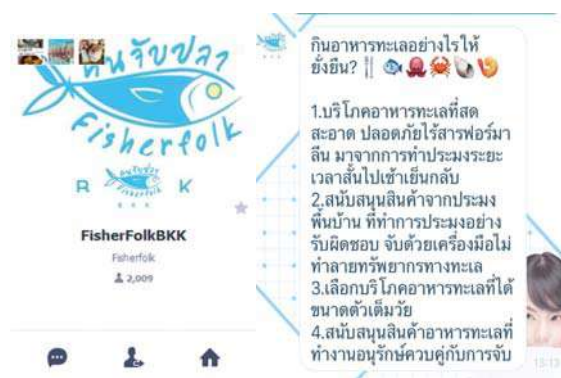 คนจับปลา
Fisherfolk
B K K
FisherFolkBKK
Fisherfolk
2,009
กินอาหารทะเลอย่างไรให้
ยั่งยืน?
1.บริโภคอาหารทะเลที่สด
สะอาด ปลอดภัยไร้สารฟอร์มา
ลีน มาจากการทำประมงระยะ
เวลาสั้นไปเช้าเย็นกลับ
2.สนับสนุนสินค้าจากประมง
พื้นบ้าน ที่ทำการประมงอย่าง
รับผิดชอบ จับด้วยเครื่องมือไม่
ทำลายทรัพยากรทางทะเล
3.เลือกบริโภคอาหารทะเลที่ได้
ขนาดตัวเต็มวัย
4.สนับสนุนสินค้าอาหารทะเลที่
ทำงานอนุรักษ์ควบคู่กับการจับ
13:13